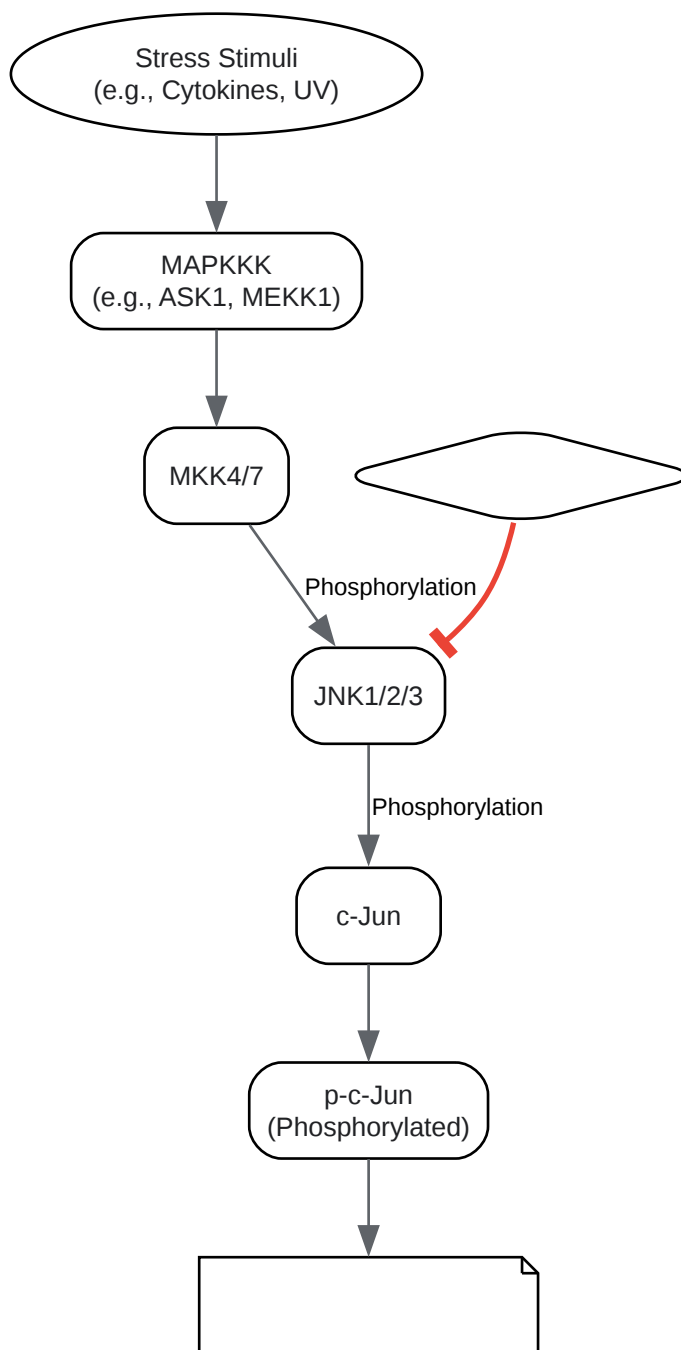 Stress Stimuli
(e.g., Cytokines, UV)
MAPKKK
(e.g., ASK1, MEKK1)
MKK4/7
Phosphorylation
JNK1/2/3
Phosphorylation
c-Jun
p-c-Jun
(Phosphorylated)